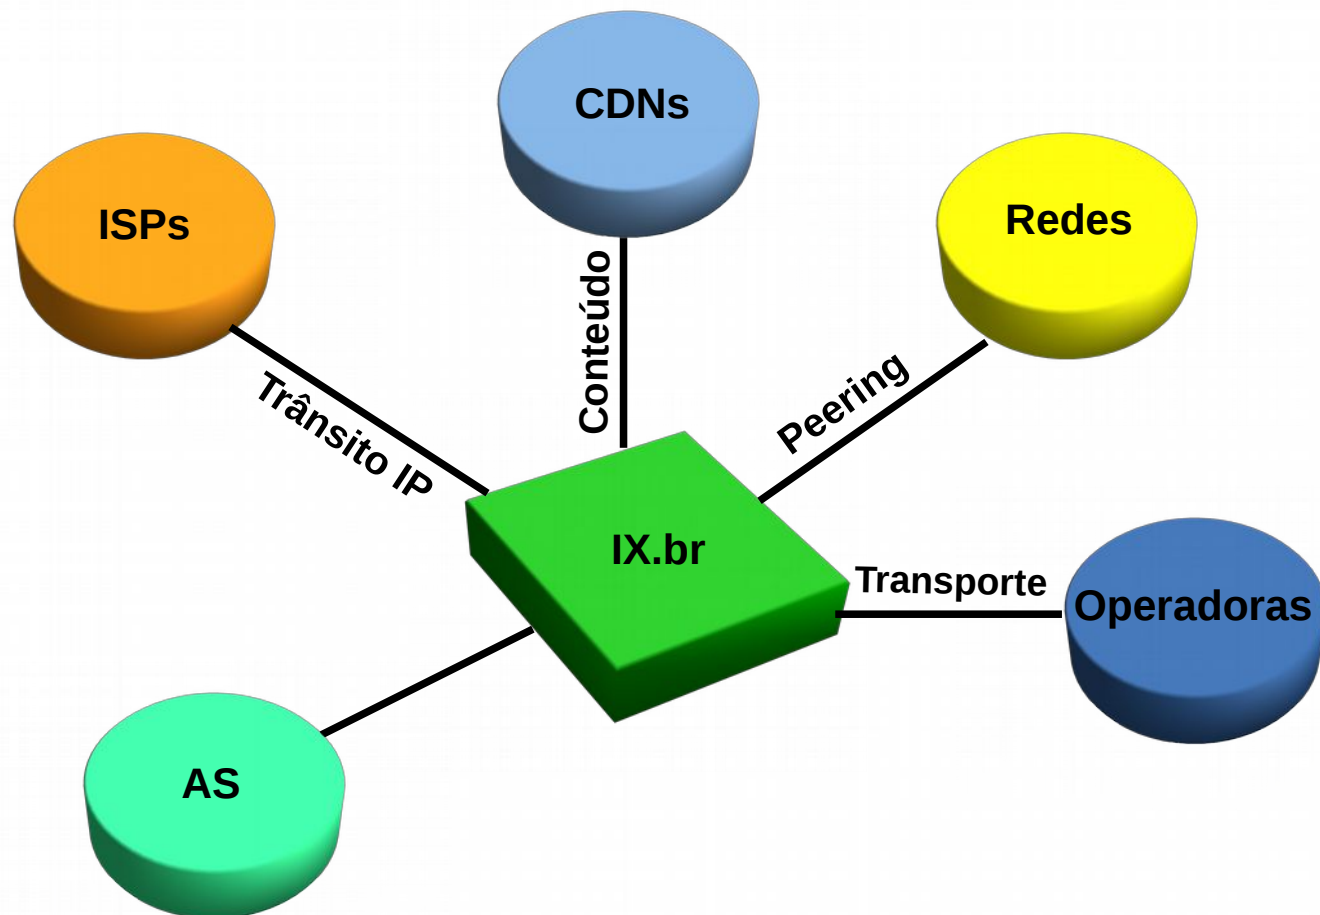 CDNs
ISPs
Redes
Conteúdo
Peering
Trânsito IP
IX.br
Transporte
Operadoras
AS